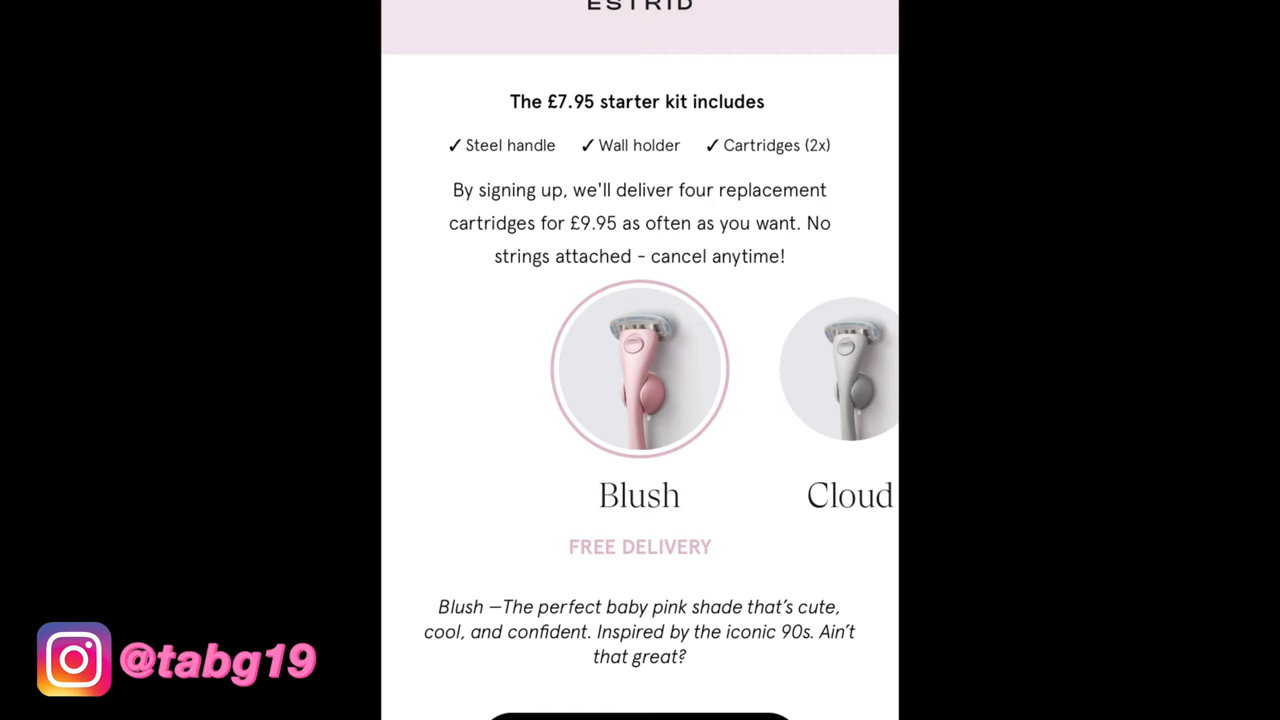 ESTRID
The £7.95 starter kit includes
✓ Steel handle ✓ Wall holder ✓ Cartridges (2x)
By signing up, we'll deliver four replacement
cartridges for £9.95 as often as you want. No
strings attached - cancel anytime!
Blush
Cloud
FREE DELIVERY
Blush —The perfect baby pink shade that's cute,
cool, and confident. Inspired by the iconic 90s. Ain't
that great?
@tabg19